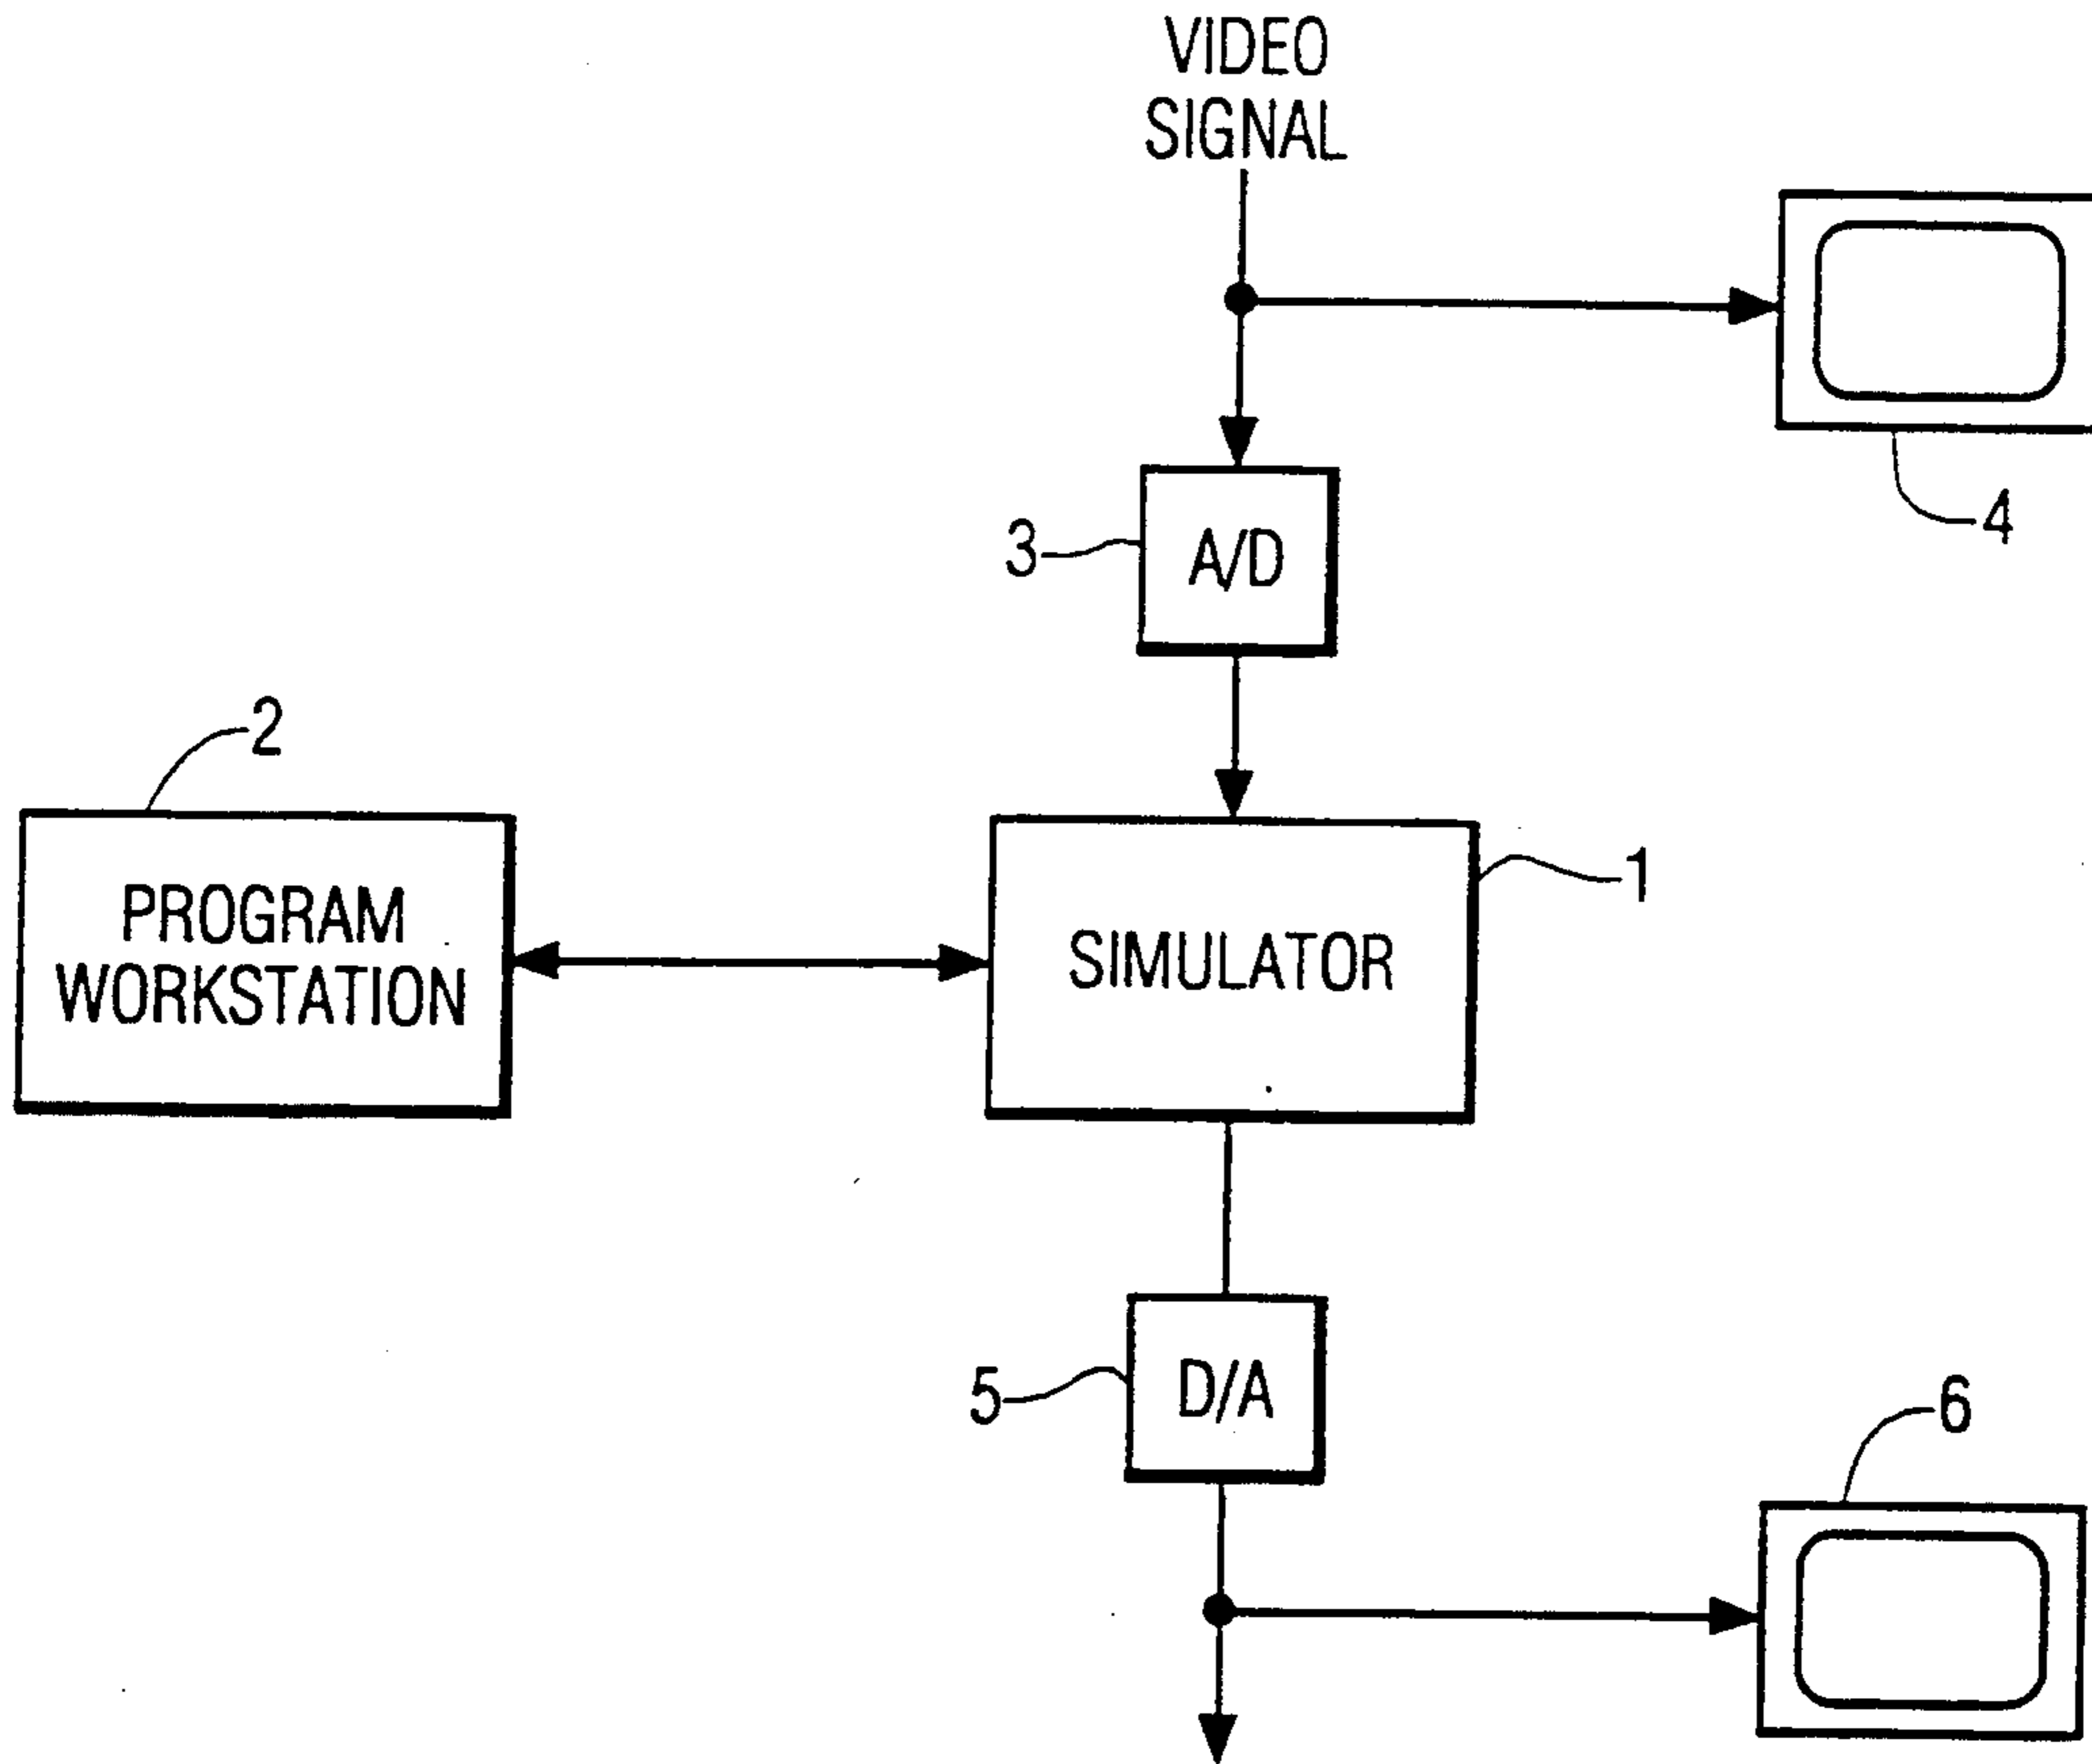 VIDEO
SIGNAL
4
3
A/D
2
1
PROGRAM
WORKSTATION
SIMULATOR
5
D/A
6